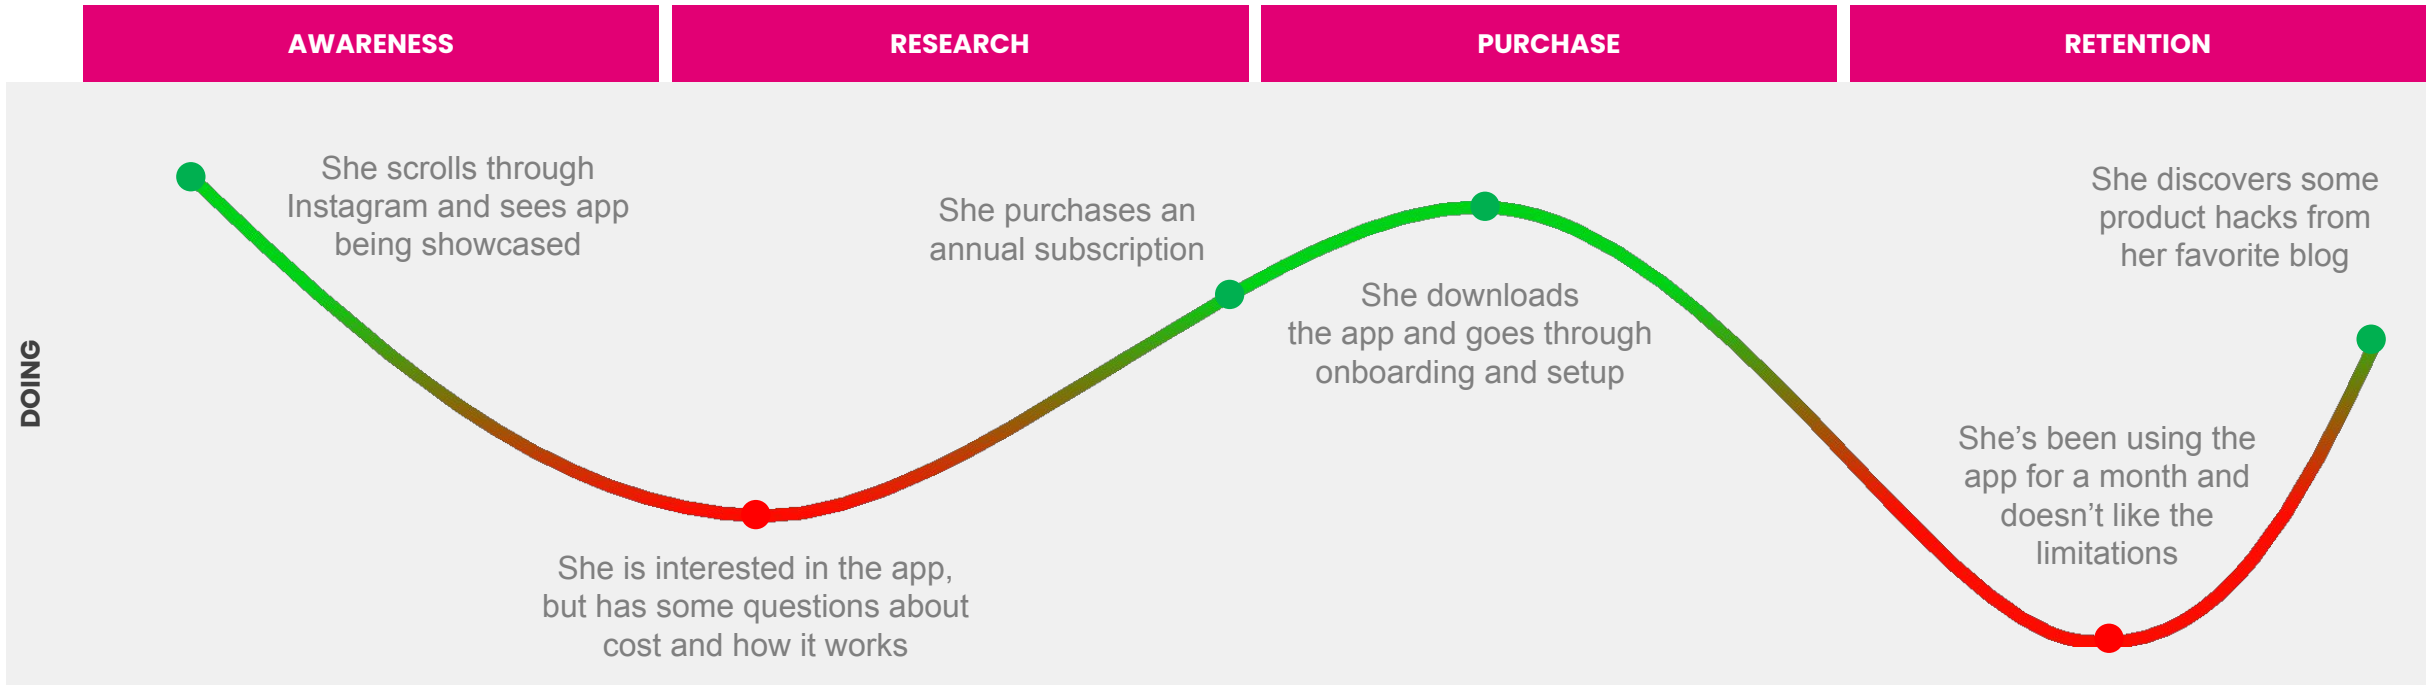 AWARENESS
RESEARCH
PURCHASE
RETENTION
DOING
She scrolls through
Instagram and sees app
being showcased
She is interested in the app,
but has some questions about
cost and how it works
She purchases an
annual subscription
She downloads
the app and goes through
onboarding and setup
She’s been using the
app for a month and
doesn’t like the
limitations
She discovers some
product hacks from
her favorite blog